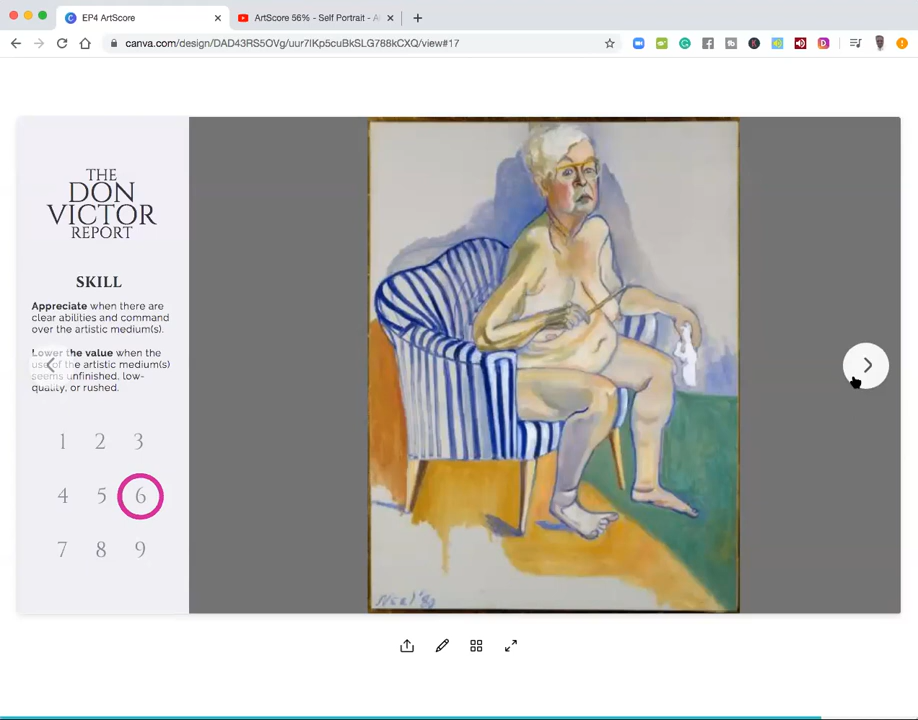 EP4 ArtScore
ArtScore 56% - Self Portrait - A
canva.com/design/DAD43RS5OVg/uur7IKp5cuBkSLG788kCXQ/view#17
THE
DON
VICTOR
REPORT
SKILL
Appreciate when there are
clear abilities and command
over the artistic medium(s).
Lower the value when the
use of the artistic medium(s)
seems unfinished, low-
quality, or rushed.
1 2 3
4 5 6
7 8 9
Neel '80